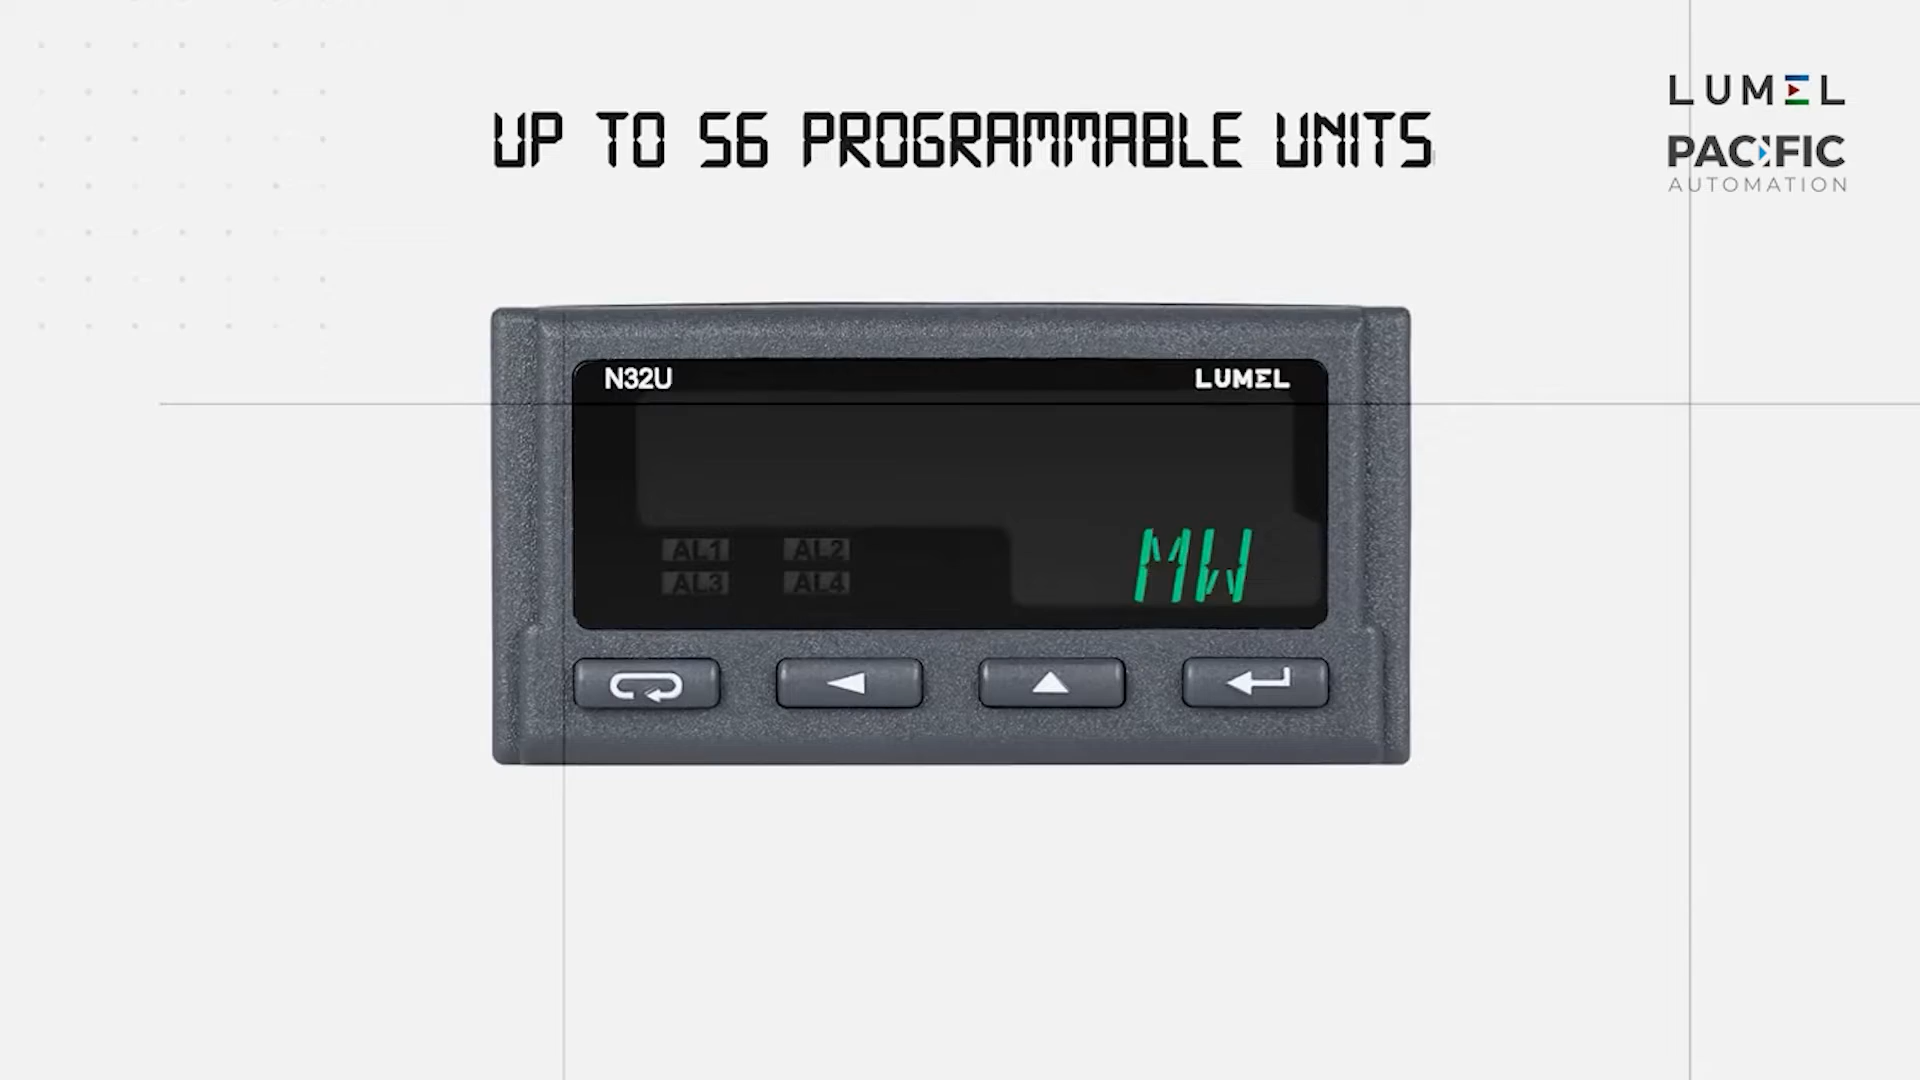 UP TO 56 PROGRAMMABLE UNITS
LUMEL
PACIFIC
AUTOMATION
N32U
LUMEL
AL1 AL2
AL3 AL4
MW